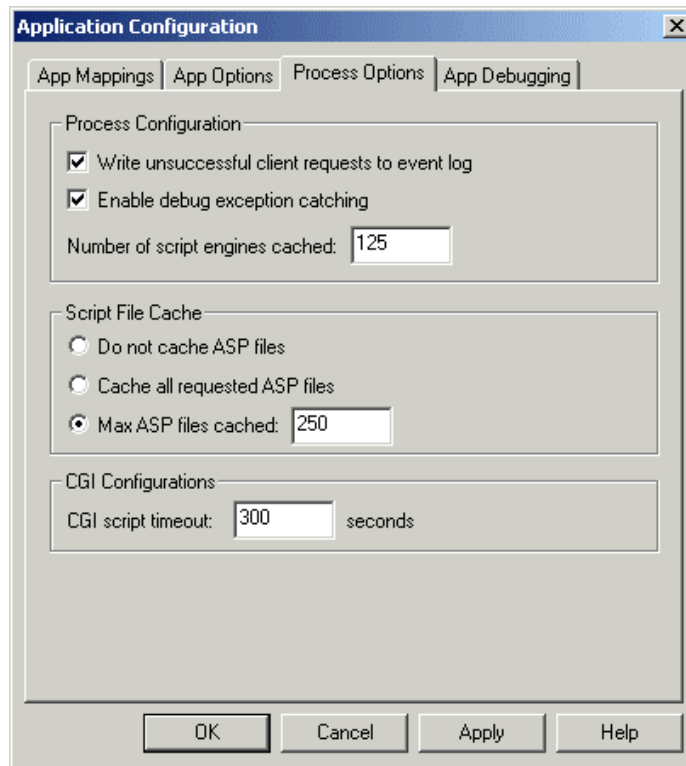 Application Configuration
App Mappings App Options Process Options App Debugging
Process Configuration
Write unsuccessful client requests to event log
Enable debug exception catching
Number of script engines cached: 125
Script File Cache
Do not cache ASP files
Cache all requested ASP files
Max ASP files cached: 250
CGI Configurations
CGI script timeout: 300 seconds
OK Cancel Apply Help